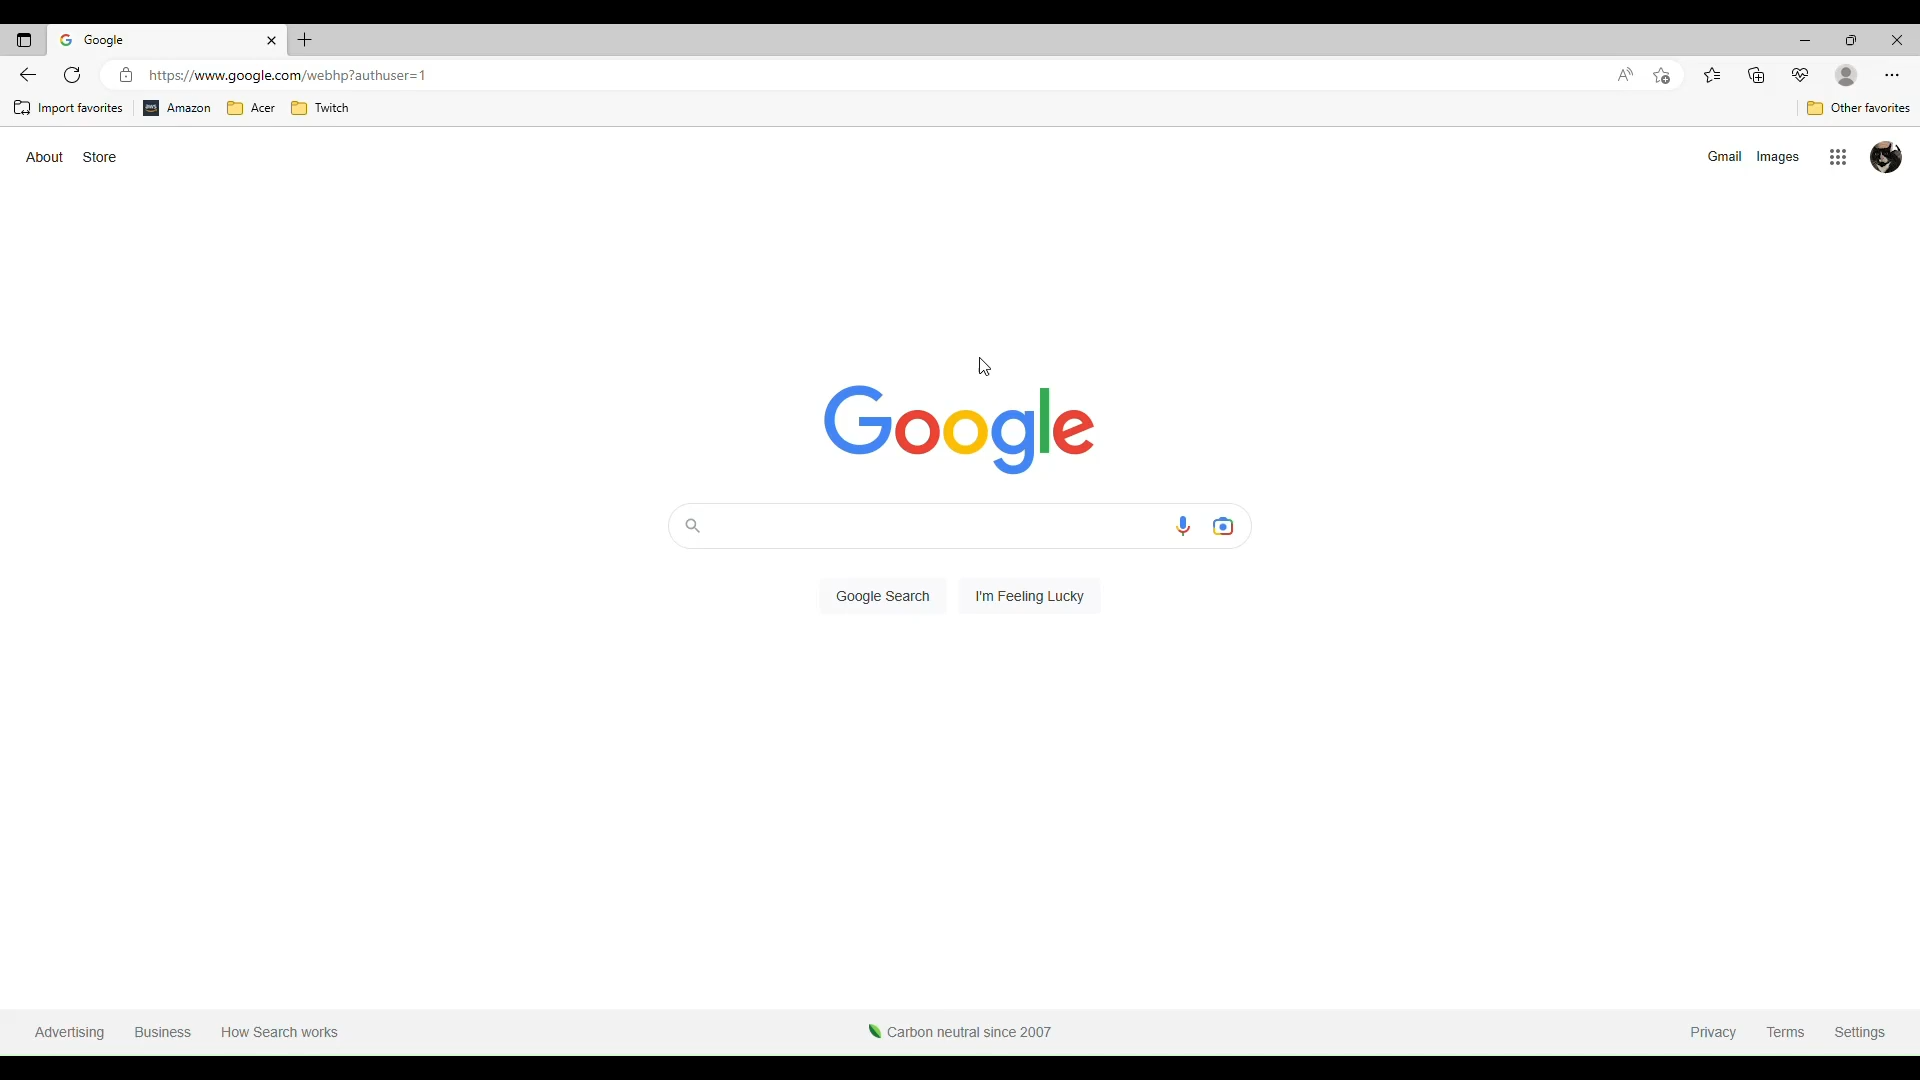 Google
https://www.google.com/webhp?authuser=1
Import favorites aws Amazon Acer Twitch Other favorites
About Store Gmail Images
Google
Google Search I'm Feeling Lucky
Advertising Business How Search works Carbon neutral since 2007 Privacy Terms Settings